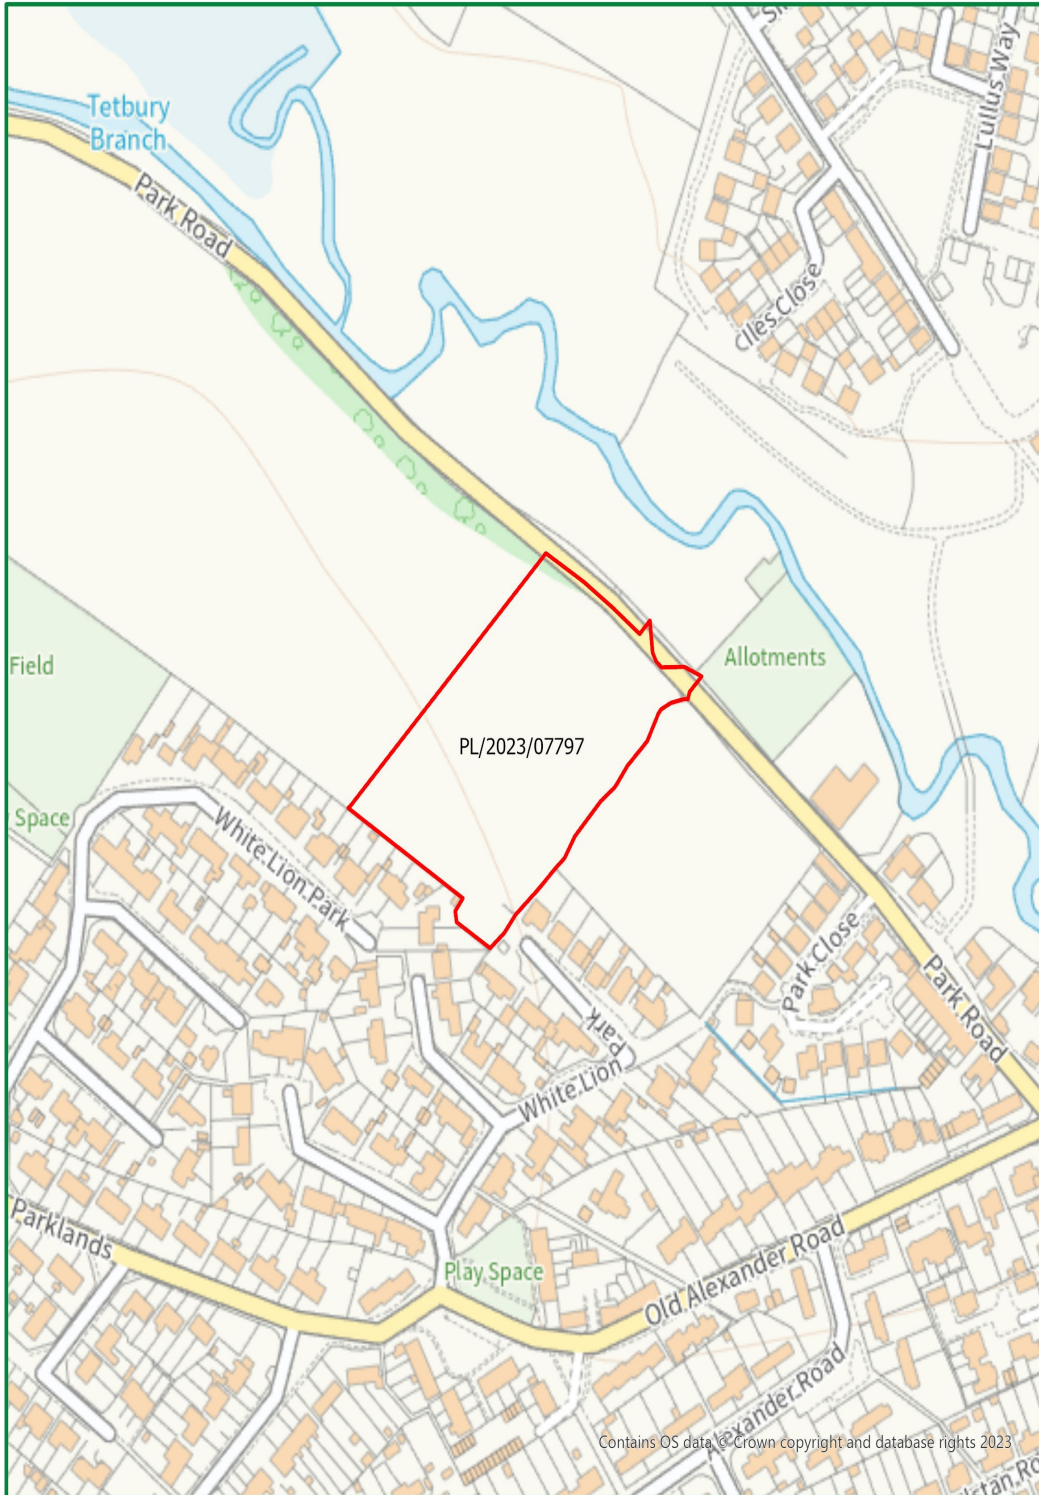 Tetbury
Branch
Park Road
Lullus Way
Iles Close
Allotments
Field
PL/2023/07797
Space
White Lion Park
Park Close
Park Road
White Lion
Park
Parklands
Play Space
Old Alexander Road
Alexander Road
Contains OS data © Crown copyright and database rights 2023